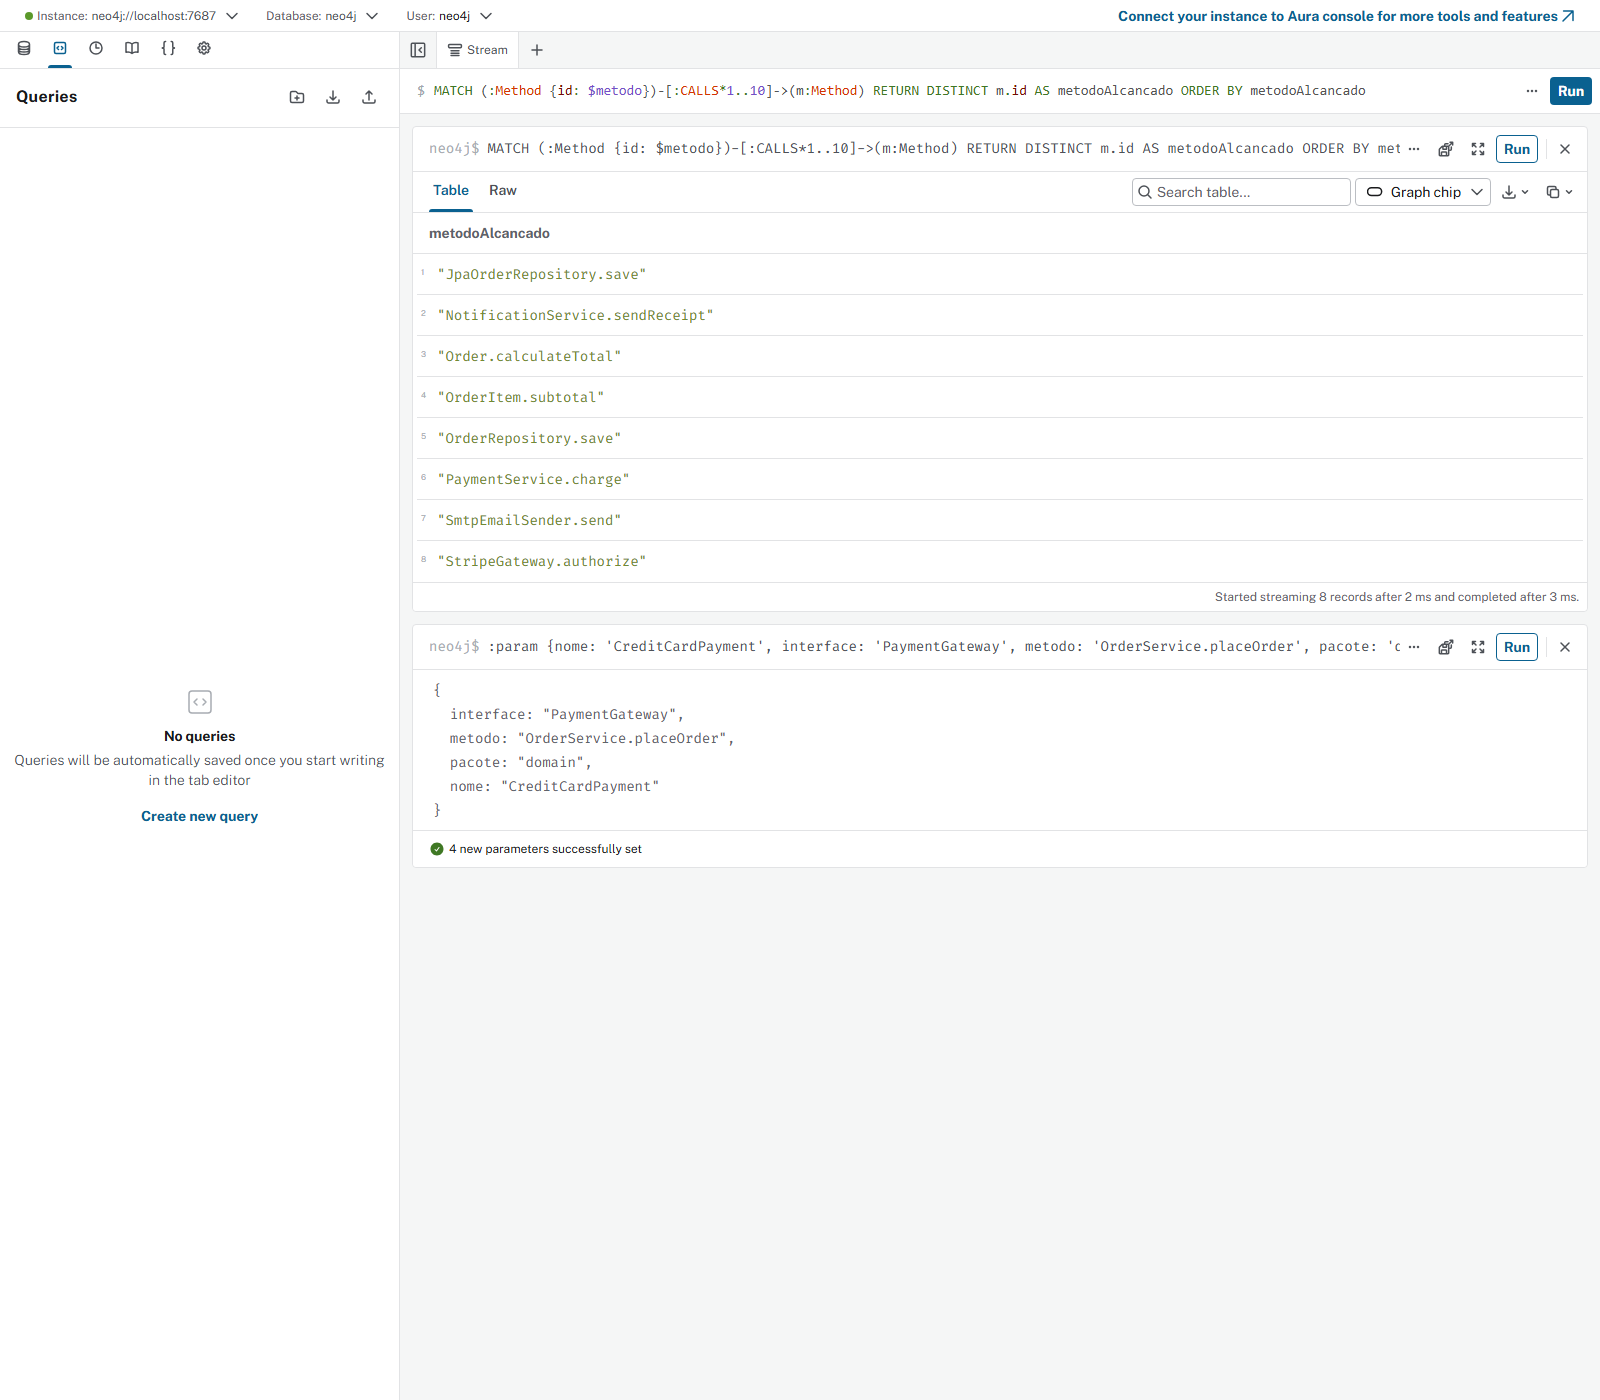 Instance: neo4j://localhost:7687 Database: neo4j User: neo4j Connect your instance to Aura console for more tools and features
Stream
Queries
$ MATCH (:Method {id: $metodo})-[:CALLS*1..10]->(m:Method) RETURN DISTINCT m.id AS metodoAlcancado ORDER BY metodoAlcancado ... Run
neo4j$ MATCH (:Method {id: $metodo})-[:CALLS*1..10]->(m:Method) RETURN DISTINCT m.id AS metodoAlcancado ORDER BY met ... Run
Table Raw Search table... Graph chip
metodoAlcancado
1 "JpaOrderRepository.save"
2 "NotificationService.sendReceipt"
3 "Order.calculateTotal"
4 "OrderItem.subtotal"
5 "OrderRepository.save"
6 "PaymentService.charge"
7 "SmtpEmailSender.send"
8 "StripeGateway.authorize"
Started streaming 8 records after 2 ms and completed after 3 ms.
neo4j$ :param {nome: 'CreditCardPayment', interface: 'PaymentGateway', metodo: 'OrderService.placeOrder', pacote: 'd ... Run
{
interface: "PaymentGateway",
metodo: "OrderService.placeOrder",
pacote: "domain",
nome: "CreditCardPayment"
}
4 new parameters successfully set
No queries
Queries will be automatically saved once you start writing
in the tab editor
Create new query